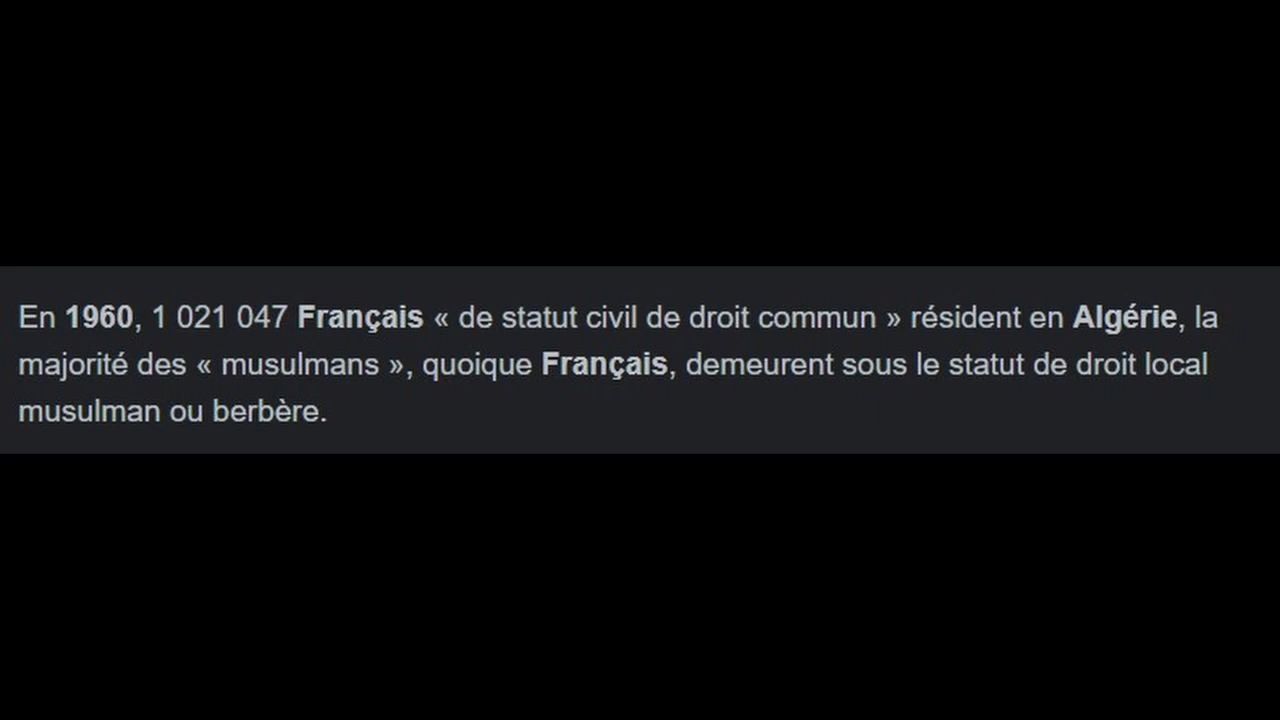 En 1960, 1 021 047 Français « de statut civil de droit commun » résident en Algérie, la
majorité des « musulmans », quoique Français, demeurent sous le statut de droit local
musulman ou berbère.